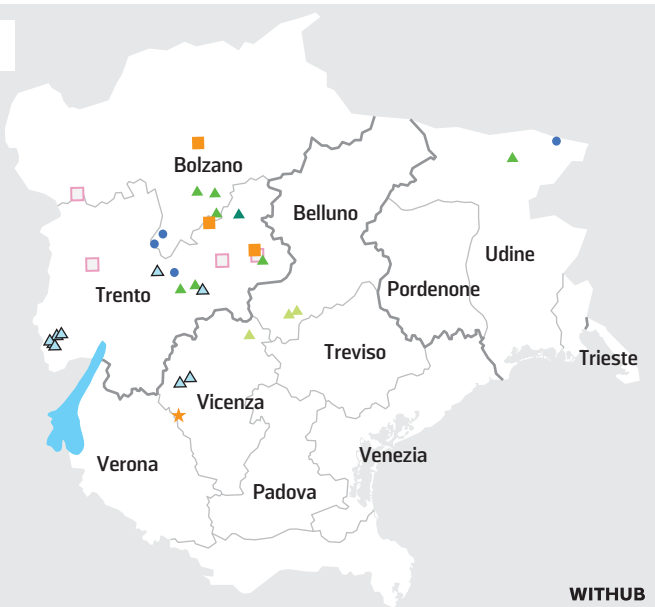 Bolzano
Belluno
Udine
Trento
Pordenone
Treviso
Trieste
Vicenza
Venezia
Verona
Padova
WITHUB